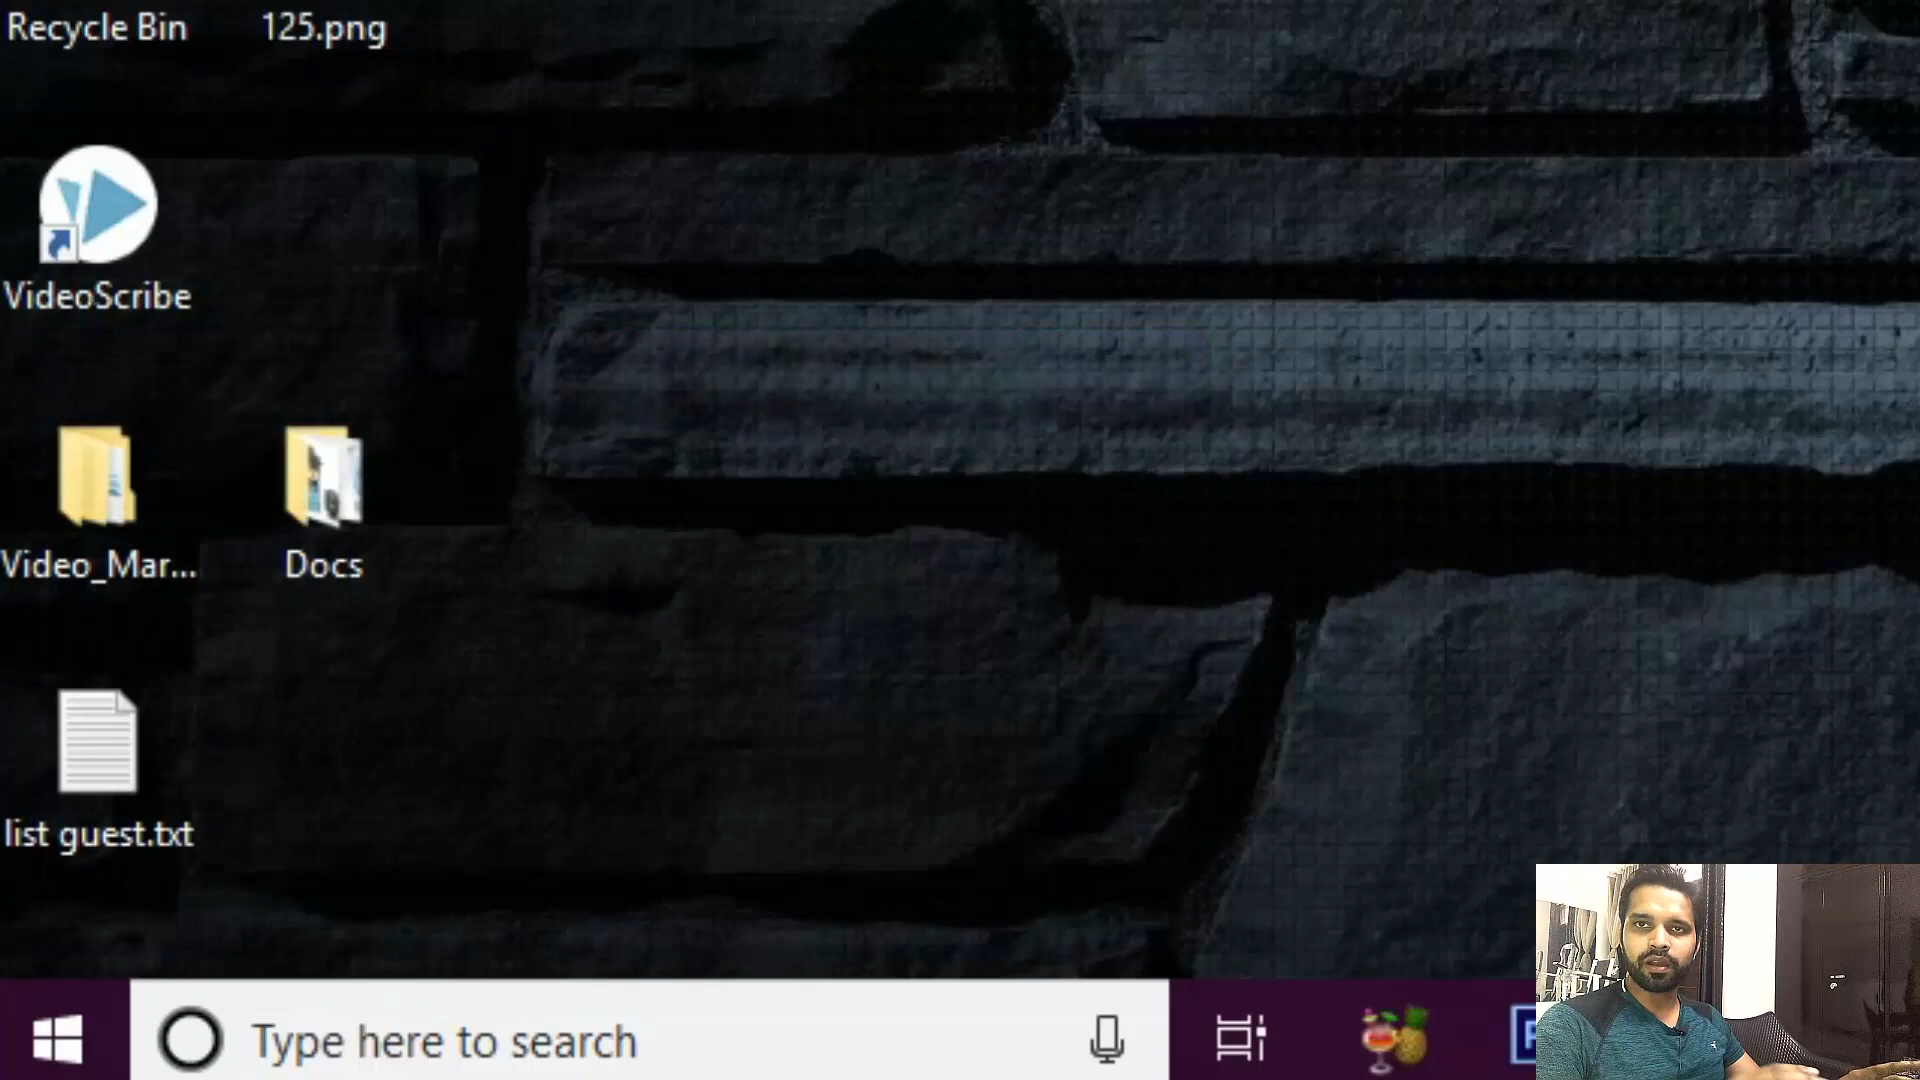 Recycle Bin
125.png
VideoScribe
Video_Mar...
Docs
list guest.txt
Type here to search